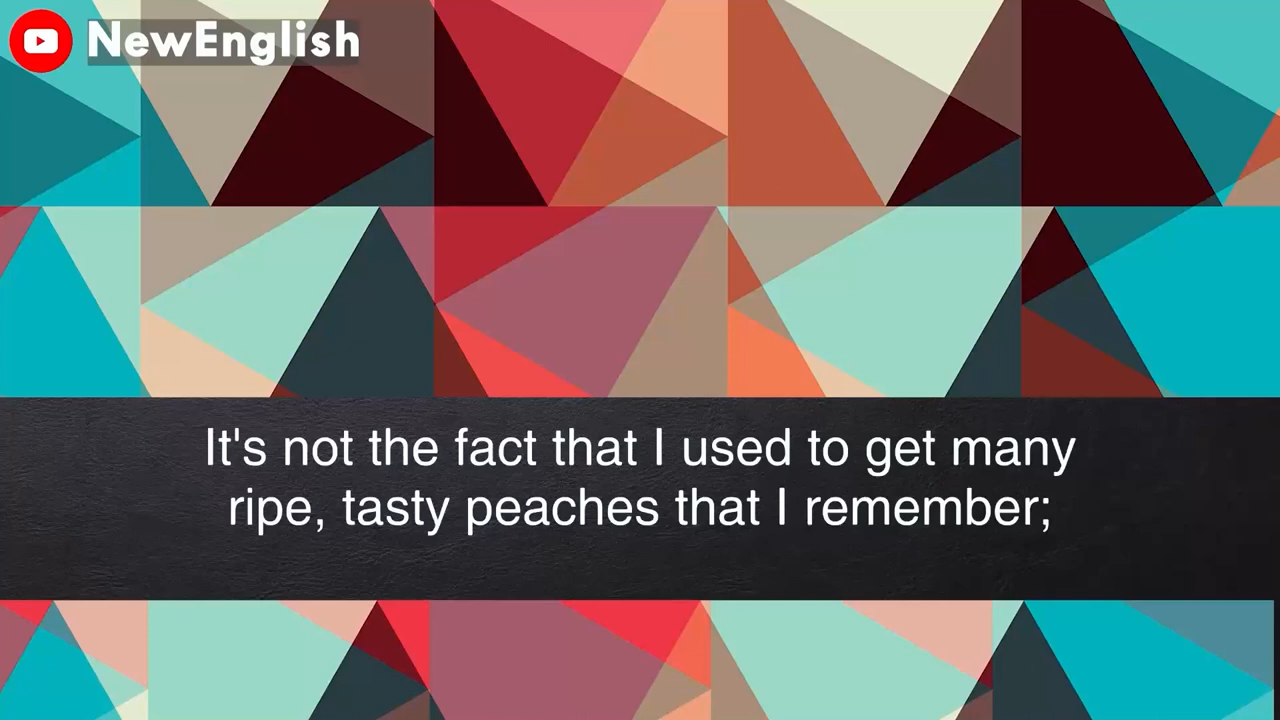 NewEnglish
It's not the fact that I used to get many
ripe, tasty peaches that I remember;